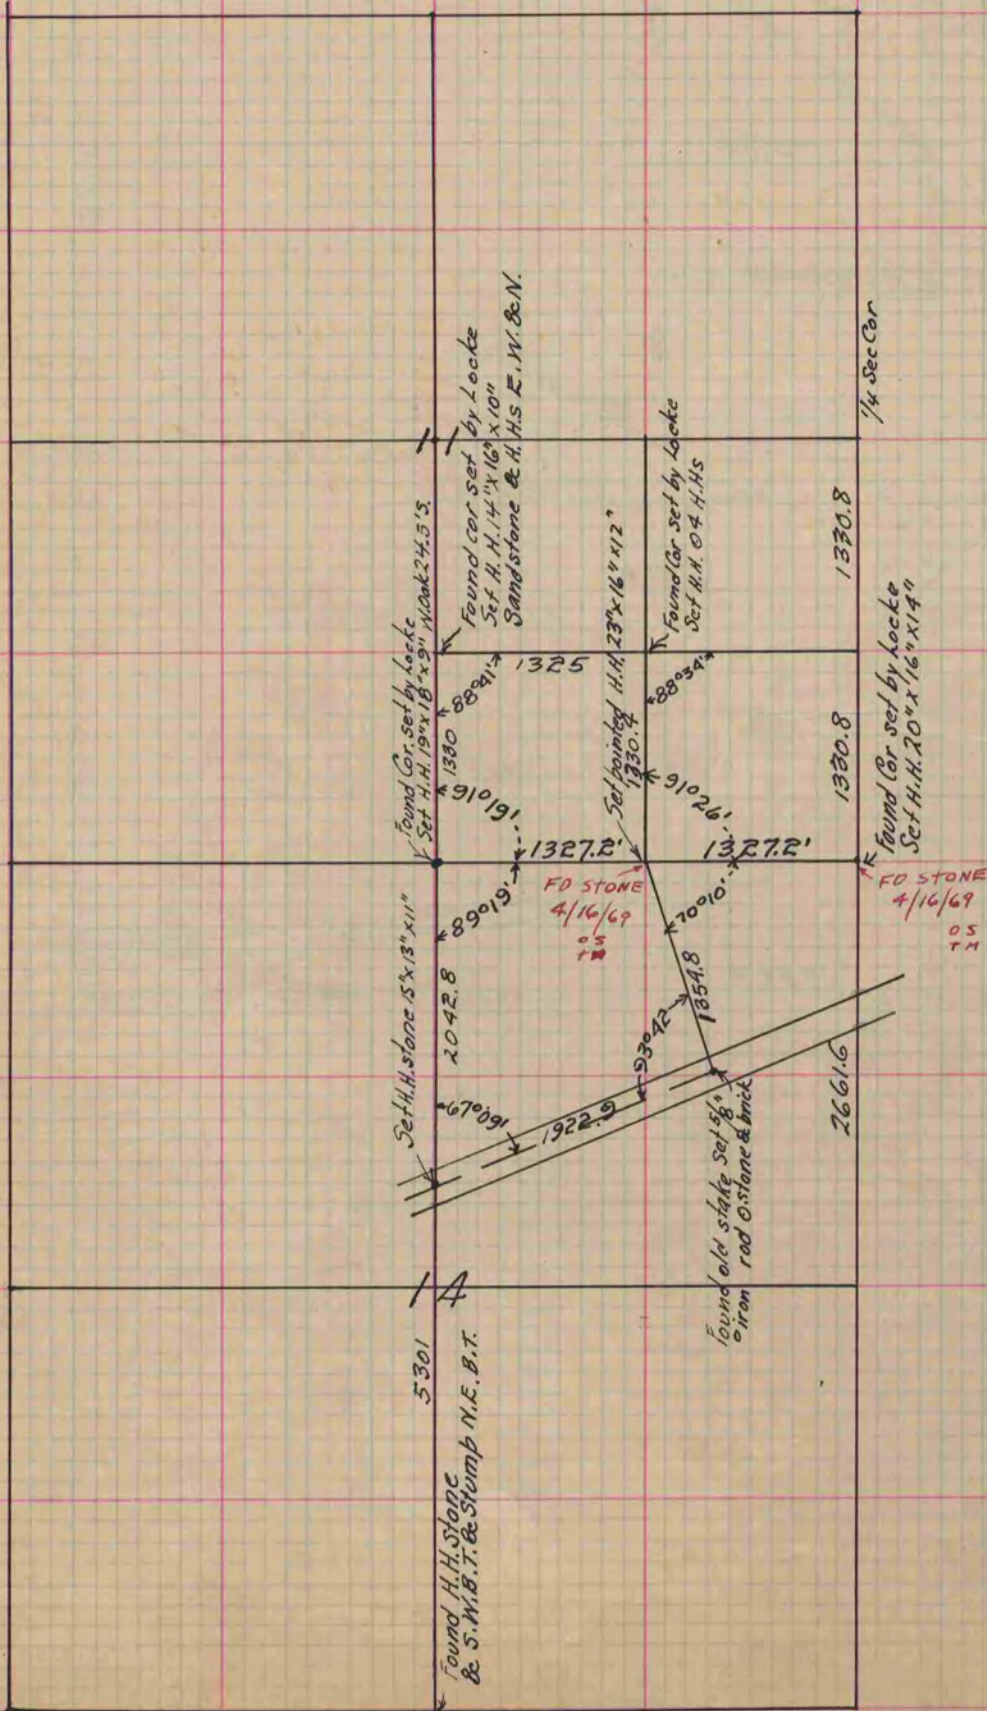 Found cor set by Locke
Set H.H. 14"x16"x10"
Sandstone & H.H.s E. W. & N.
11
1/4 Sec Cor
Found Cor. set by Locke
Set H.H. 19"x18"x9" W.Oak 24.5'S.
Found Cor set by Locke
Set H.H. 04 H.Hs
Set pointed H.H. 23"x16"x12"
1330.8
88°41'
1325
88°34'
1330
91°19'
1330.4
91°26'
1330.8
Found Cor set by Locke
Set H.H. 20"x16"x14"
1327.2'
1327.2'
FD STONE
4/16/69
OS
TM
FD STONE
4/16/69
OS
TM
Set H.H. stone 15"x13"x11"
89°19'
2042.8
70°10'
1354.8
93°42'
67°09'
1922.9
2661.6
Found old stake set 5/8"
iron rod o. stone & brick
14
5301
Found H.H. Stone
& S.W.B.T. & Stump N.E. B.T.